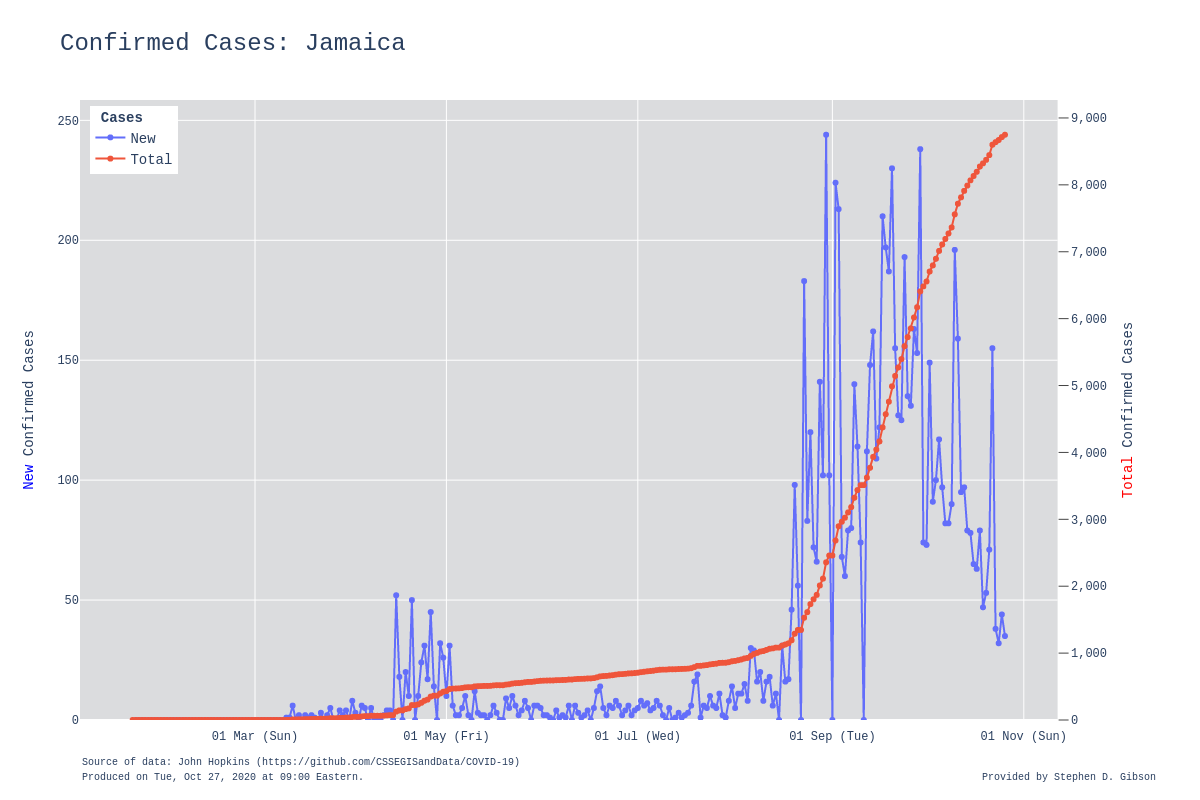 Confirmed Cases: Jamaica
Cases
New
Total
250
200
150
100
50
0
9,000
8,000
7,000
6,000
5,000
4,000
3,000
2,000
1,000
0
New Confirmed Cases
Total Confirmed Cases
01 Mar (Sun)
01 May (Fri)
01 Jul (Wed)
01 Sep (Tue)
01 Nov (Sun)
Source of data: John Hopkins (https://github.com/CSSEGISandData/COVID-19)
Produced on Tue, Oct 27, 2020 at 09:00 Eastern.
Provided by Stephen D. Gibson